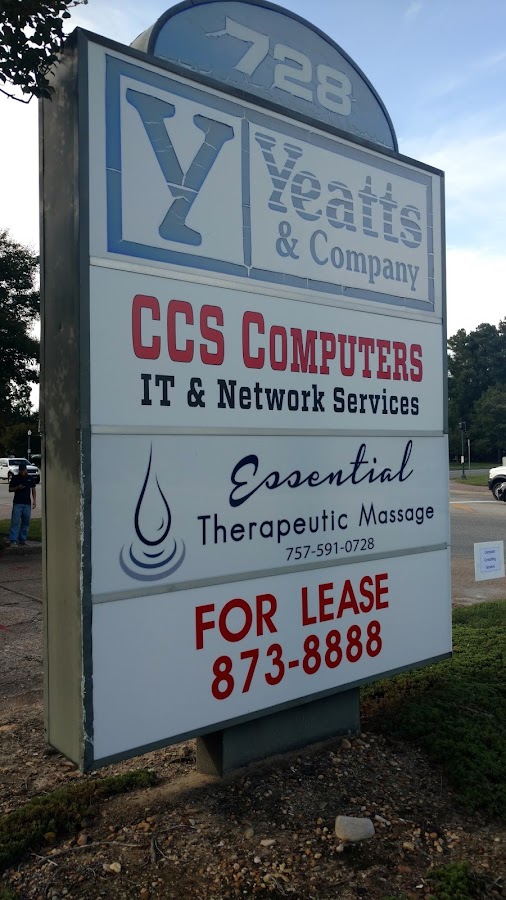 728
Y
Yeatts
& Company
CCS COMPUTERS
IT & NETWORK SERVICES
Essential
Therapeutic Massage
757-591-0728
FOR LEASE
873-8888